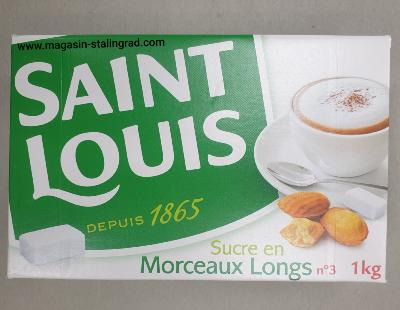 www.magasin-stalingrad.com
SAINT
LOUIS
DEPUIS 1865
Sucre en
Morceaux Longs n°3 1kg